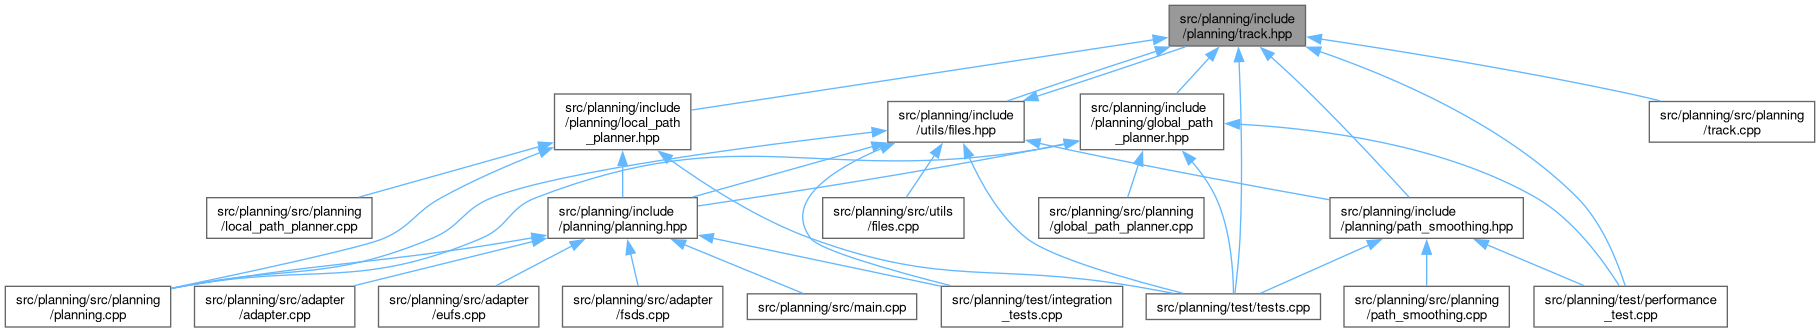 src/planning/include
/planning/track.hpp
src/planning/include
/planning/local_path
_planner.hpp
src/planning/include
/utils/files.hpp
src/planning/include
/planning/global_path
_planner.hpp
src/planning/src/planning
/track.cpp
src/planning/src/planning
/local_path_planner.cpp
src/planning/include
/planning/planning.hpp
src/planning/src/utils
/files.cpp
src/planning/src/planning
/global_path_planner.cpp
src/planning/include
/planning/path_smoothing.hpp
src/planning/src/planning
/planning.cpp
src/planning/src/adapter
/adapter.cpp
src/planning/src/adapter
/eufs.cpp
src/planning/src/adapter
/fsds.cpp
src/planning/src/main.cpp
src/planning/test/integration
_tests.cpp
src/planning/test/tests.cpp
src/planning/src/planning
/path_smoothing.cpp
src/planning/test/performance
_test.cpp